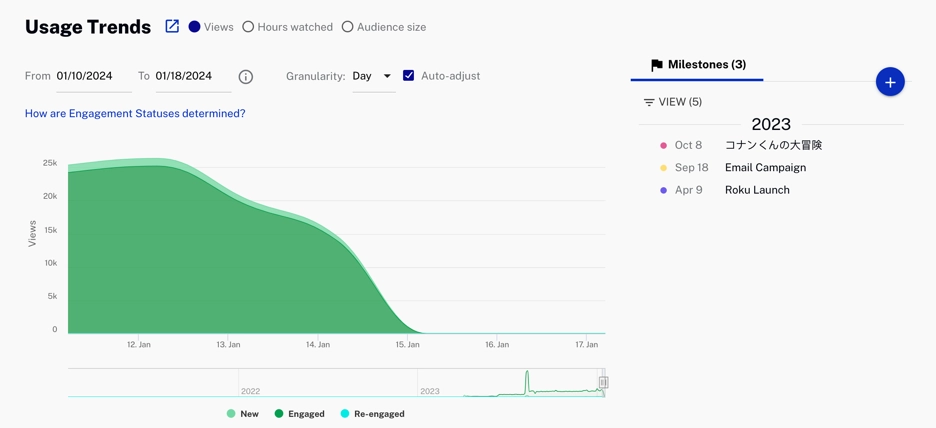 Usage Trends Views Hours watched Audience size
From 01/10/2024 To 01/18/2024 Granularity: Day Auto-adjust
How are Engagement Statuses determined?
Views
25k
20k
15k
10k
5k
0
12. Jan 13. Jan 14. Jan 15. Jan 16. Jan 17. Jan
2022 2023
New Engaged Re-engaged
Milestones (3)
+
VIEW (5)
2023
Oct 8 コナンくんの大冒険
Sep 18 Email Campaign
Apr 9 Roku Launch